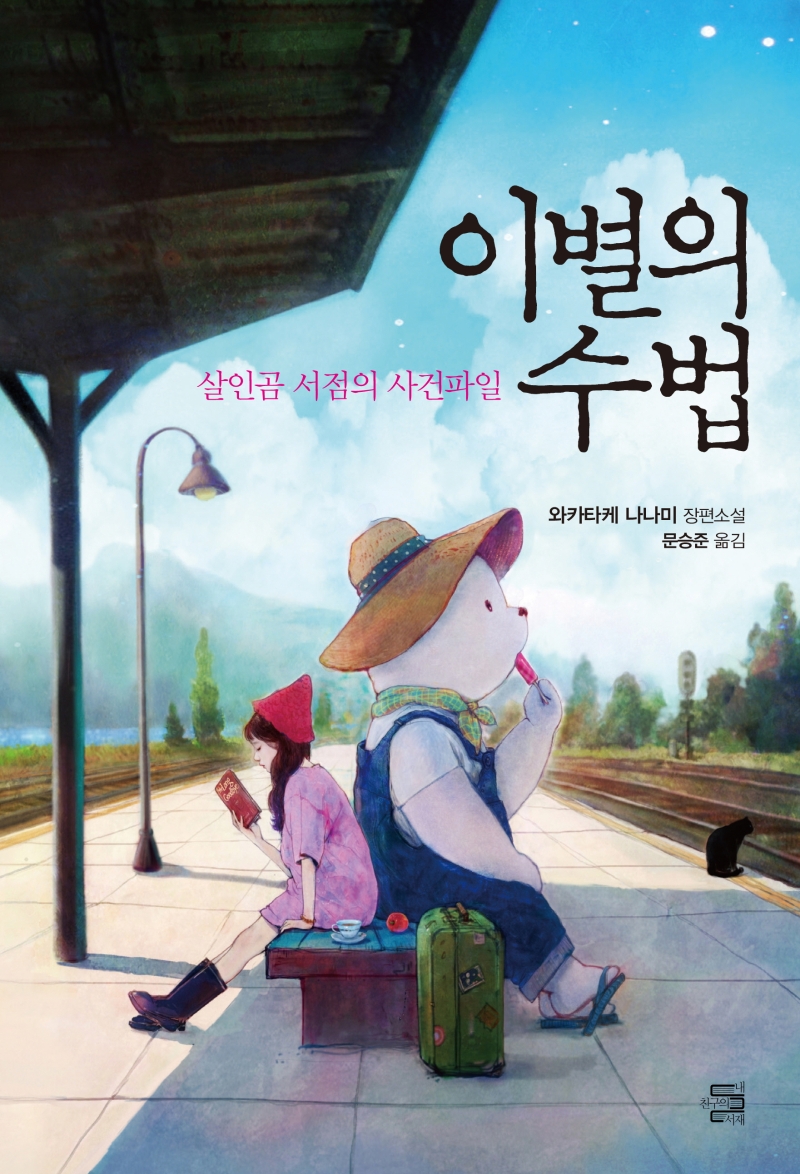 이별의
수법
살인곰 서점의 사건파일
와카타케 나나미 장편소설
문승준 옮김
내
친구의
서재